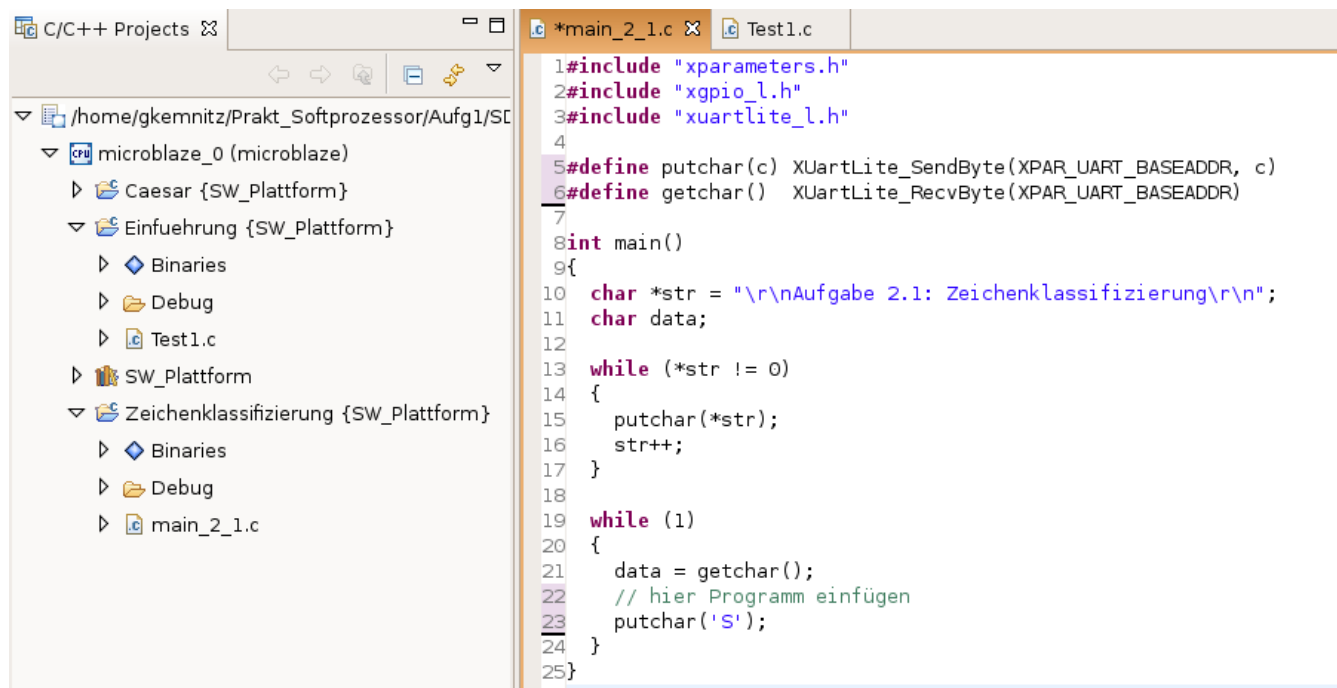 C/C++ Projects
/home/gkemnitz/Prakt_Softprozessor/Aufg1/SD
microblaze_0 (microblaze)
Caesar {SW_Plattform}
Einfuehrung {SW_Plattform}
Binaries
Debug
Test1.c
SW_Plattform
Zeichenklassifizierung {SW_Plattform}
Binaries
Debug
main_2_1.c
*main_2_1.c Test1.c
1#include "xparameters.h"
2#include "xgpio_l.h"
3#include "xuartlite_l.h"
4
5#define putchar(c) XUartLite_SendByte(XPAR_UART_BASEADDR, c)
6#define getchar()  XUartLite_RecvByte(XPAR_UART_BASEADDR)
7
8int main()
9{
10  char *str = "\r\nAufgabe 2.1: Zeichenklassifizierung\r\n";
11  char data;
12
13  while (*str != 0)
14  {
15    putchar(*str);
16    str++;
17  }
18
19  while (1)
20  {
21    data = getchar();
22    // hier Programm einfügen
23    putchar('S');
24  }
25}